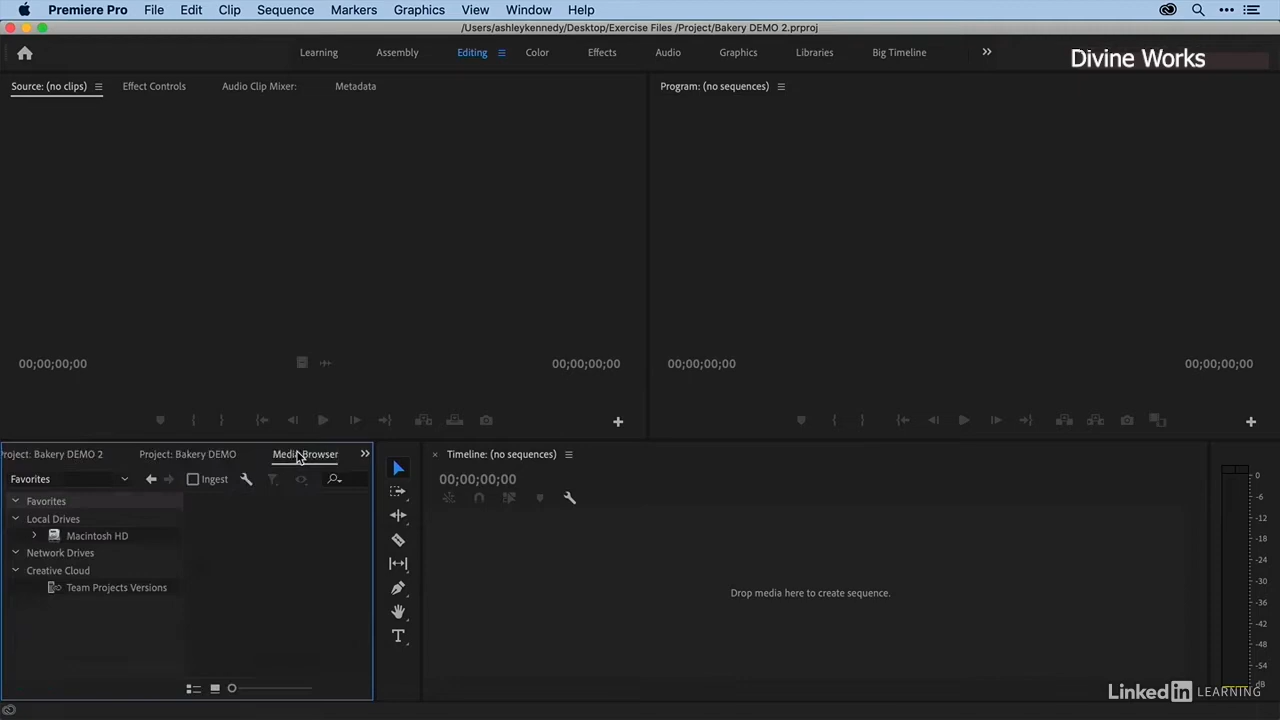 Premiere Pro File Edit Clip Sequence Markers Graphics View Window Help
/Users/ashleykennedy/Desktop/Exercise Files /Project/Bakery DEMO 2.prproj
Learning Assembly Editing Color Effects Audio Graphics Libraries Big Timeline
Divine Works
Source: (no clips) Effect Controls Audio Clip Mixer: Metadata
Program: (no sequences)
00;00;00;00 00;00;00;00
00;00;00;00 00;00;00;00
roject: Bakery DEMO 2 Project: Bakery DEMO Media Browser
Timeline: (no sequences)
Favorites Ingest
00;00;00;00
Favorites
Local Drives
Macintosh HD
Network Drives
Creative Cloud
Team Projects Versions
Drop media here to create sequence.
0
-6
-12
-18
-24
-30
-36
-42
-48
-54
dB
LinkedIn LEARNING